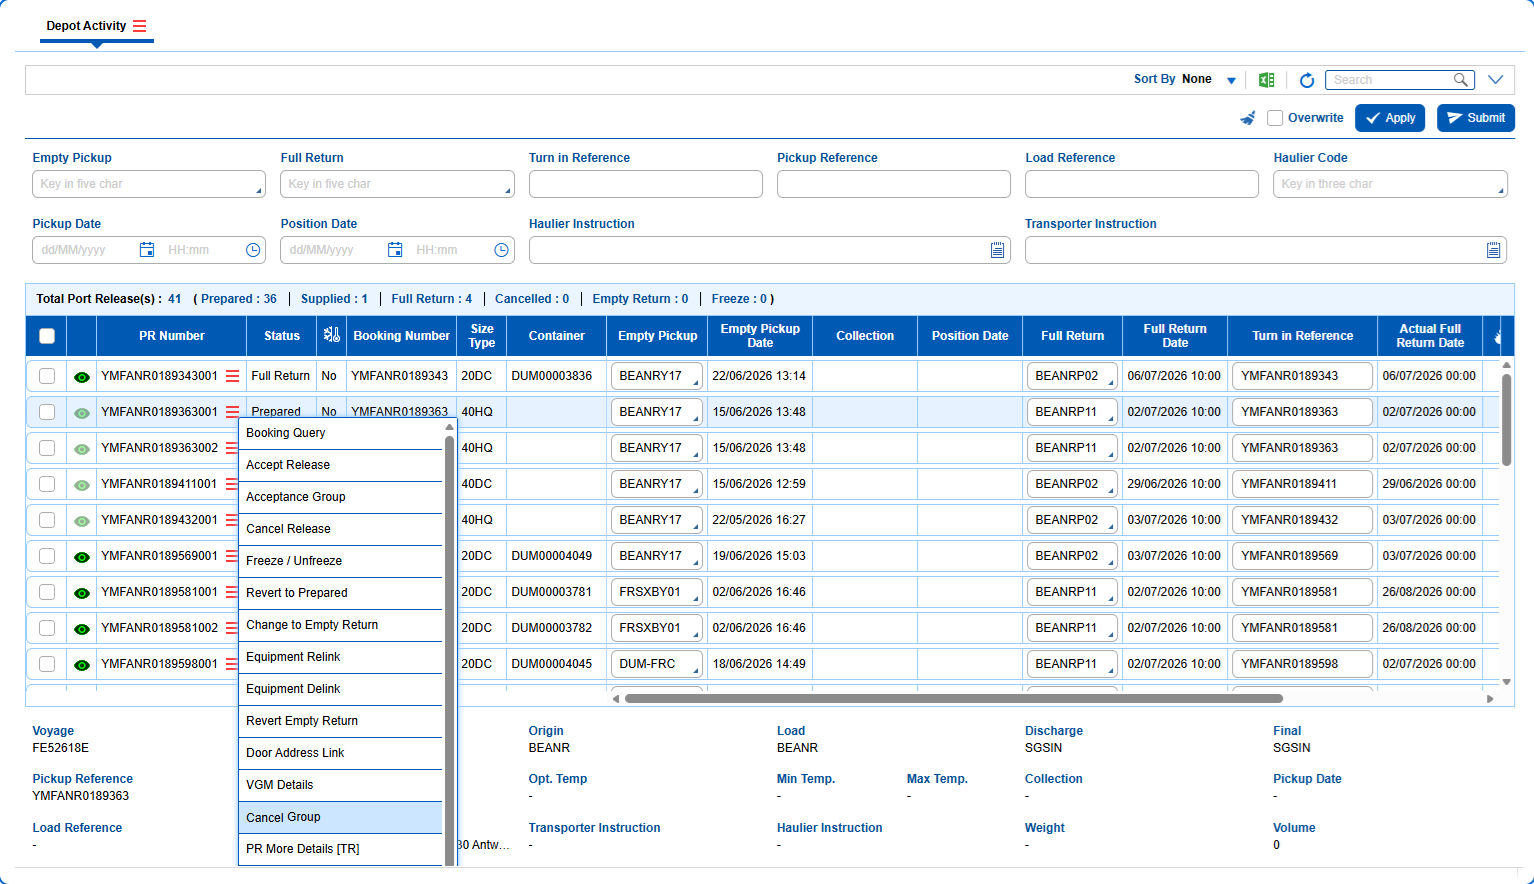 Depot Activity
Sort By None
Search
Overwrite Apply Submit
Empty Pickup Full Return Turn in Reference Pickup Reference Load Reference Haulier Code
Key in five char Key in five char Key in three char
Pickup Date Position Date Haulier Instruction Transporter Instruction
dd/MM/yyyy HH:mm dd/MM/yyyy HH:mm
Total Port Release(s) : 41 ( Prepared : 36 | Supplied : 1 | Full Return : 4 | Cancelled : 0 | Empty Return : 0 | Freeze : 0 )
PR Number Status Booking Number Size Type Container Empty Pickup Empty Pickup Date Collection Position Date Full Return Full Return Date Turn in Reference Actual Full Return Date
YMFANR0189343001 Full Return No YMFANR0189343 20DC DUM00003836 BEANRY17 22/06/2026 13:14 BEANRP02 06/07/2026 10:00 YMFANR0189343 06/07/2026 00:00
YMFANR0189363001 Prepared No YMFANR0189363 40HQ BEANRY17 15/06/2026 13:48 BEANRP11 02/07/2026 10:00 YMFANR0189363 02/07/2026 00:00
YMFANR0189363002 40HQ BEANRY17 15/06/2026 13:48 BEANRP11 02/07/2026 10:00 YMFANR0189363 02/07/2026 00:00
YMFANR0189411001 40DC BEANRY17 15/06/2026 12:59 BEANRP02 29/06/2026 10:00 YMFANR0189411 29/06/2026 00:00
YMFANR0189432001 40HQ BEANRY17 22/05/2026 16:27 BEANRP02 03/07/2026 10:00 YMFANR0189432 03/07/2026 00:00
YMFANR0189569001 20DC DUM00004049 BEANRY17 19/06/2026 15:03 BEANRP02 03/07/2026 10:00 YMFANR0189569 03/07/2026 00:00
YMFANR0189581001 20DC DUM00003781 FRSXBY01 02/06/2026 16:46 BEANRP11 02/07/2026 10:00 YMFANR0189581 26/08/2026 00:00
YMFANR0189581002 20DC DUM00003782 FRSXBY01 02/06/2026 16:46 BEANRP11 02/07/2026 10:00 YMFANR0189581 26/08/2026 00:00
YMFANR0189598001 20DC DUM00004045 DUM-FRC 18/06/2026 14:49 BEANRP11 02/07/2026 10:00 YMFANR0189598 02/07/2026 00:00
Booking Query
Accept Release
Acceptance Group
Cancel Release
Freeze / Unfreeze
Revert to Prepared
Change to Empty Return
Equipment Relink
Equipment Delink
Revert Empty Return
Door Address Link
VGM Details
Cancel Group
PR More Details [TR]
Voyage Origin Load Discharge Final
FE52618E BEANR BEANR SGSIN SGSIN
Pickup Reference Opt. Temp Min Temp. Max Temp. Collection Pickup Date
YMFANR0189363 - - - - -
Load Reference Transporter Instruction Haulier Instruction Weight Volume
- 30 Antw... - - - 0